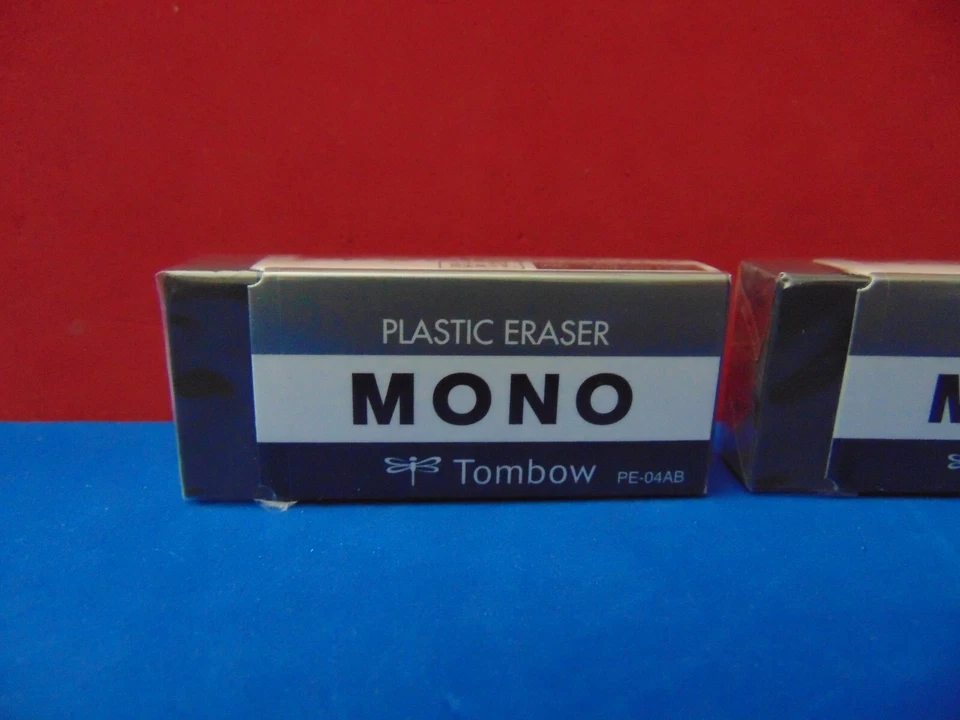 PLASTIC ERASER
MONO
Tombow PE-04AB
M